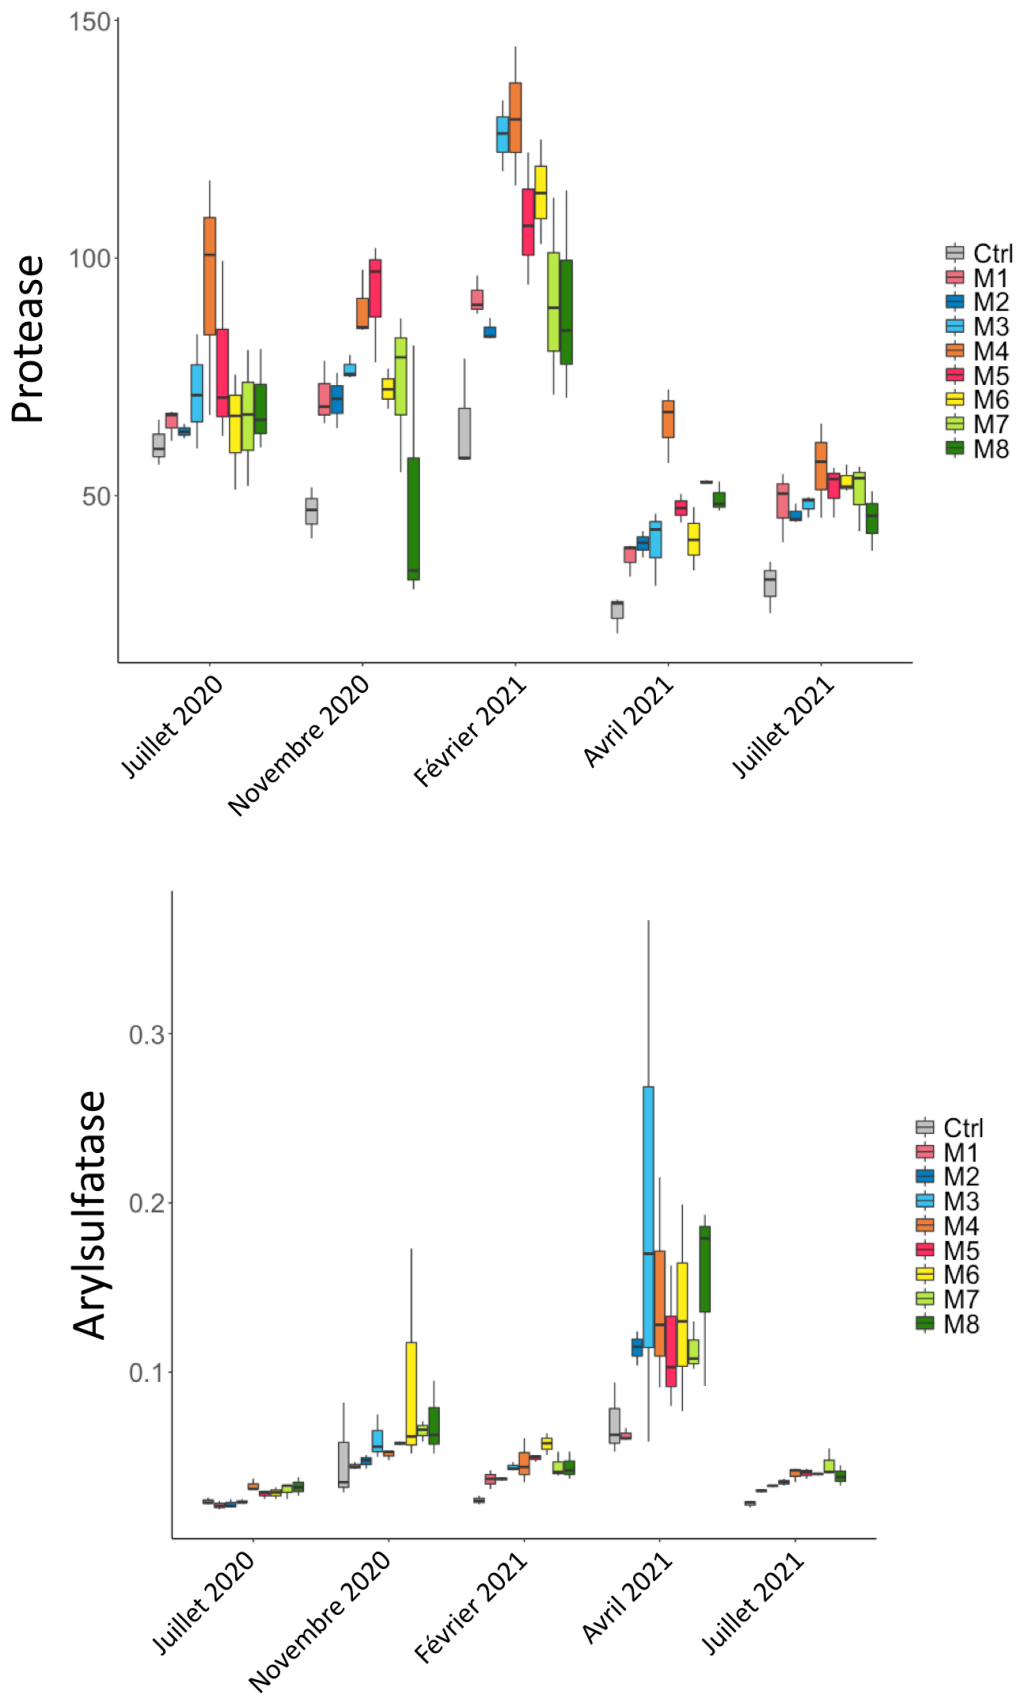 Protease
150
100
50
Juillet 2020
Novembre 2020
Février 2021
Avril 2021
Juillet 2021
Ctrl
M1
M2
M3
M4
M5
M6
M7
M8
Arylsulfatase
0.3
0.2
0.1
Juillet 2020
Novembre 2020
Février 2021
Avril 2021
Juillet 2021
Ctrl
M1
M2
M3
M4
M5
M6
M7
M8